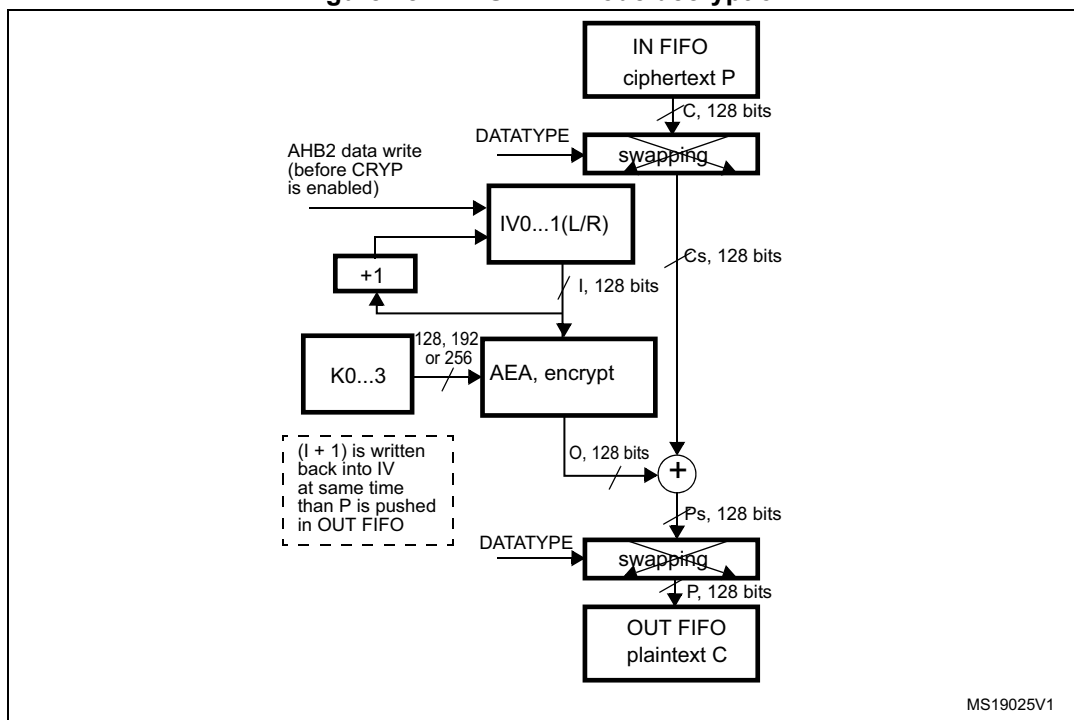 IN FIFO
ciphertext P
C, 128 bits
DATATYPE
swapping
AHB2 data write
(before CRYP
is enabled)
IV0...1(L/R)
Cs, 128 bits
+1
I, 128 bits
128, 192
or 256
K0...3
AEA, encrypt
(I + 1) is written
back into IV
at same time
than P is pushed
in OUT FIFO
O, 128 bits
+
Ps, 128 bits
DATATYPE
swapping
P, 128 bits
OUT FIFO
plaintext C
MS19025V1